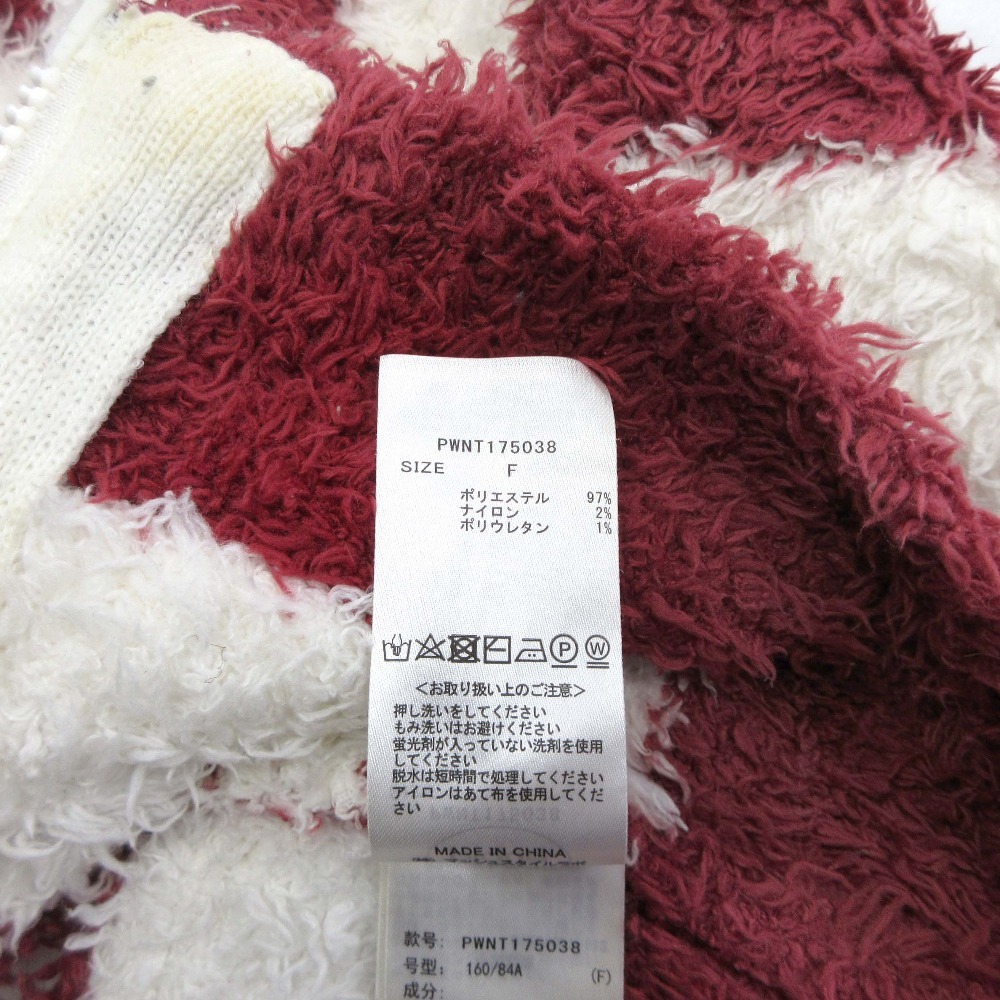 PWNT175038
SIZE F
ポリエステル 97%
ナイロン 2%
ポリウレタン 1%
P W
<お取り扱い上のご注意>
押し洗いをしてください
もみ洗いはお避けください
蛍光剤が入っていない洗剤を使用
してください
脱水は短時間で処理してください
アイロンはあて布を使用してくだ
さい
MADE IN CHINA
款号: PWNT175038
号型: 160/84A (F)
成分: